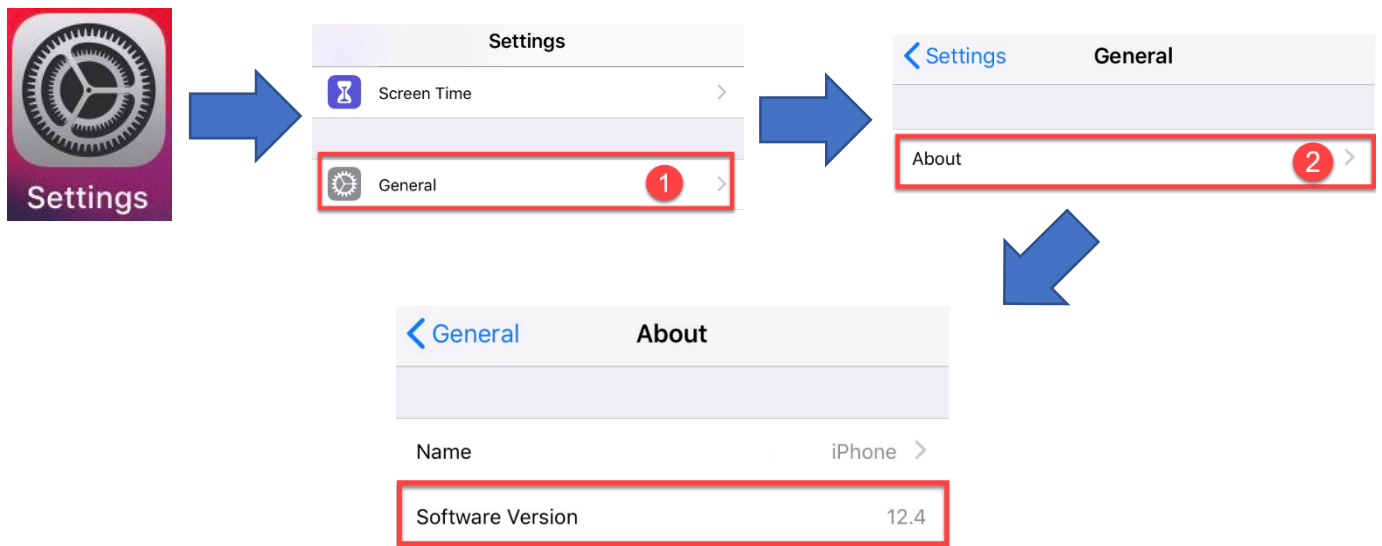 Settings
Settings
Screen Time
General 1
Settings General
About 2
General About
Name iPhone
Software Version 12.4